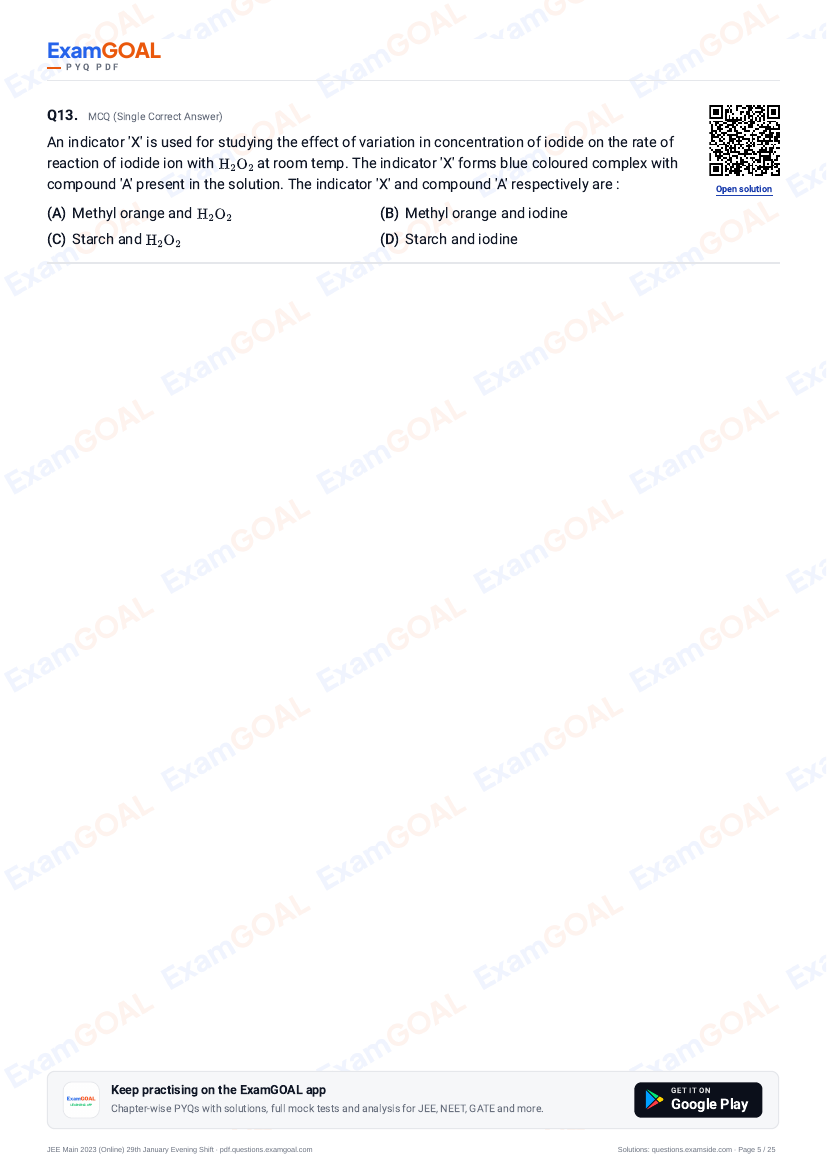 ExamGOAL
PYQ PDF
Q13. MCQ (Single Correct Answer)
An indicator 'X' is used for studying the effect of variation in concentration of iodide on the rate of
reaction of iodide ion with H₂O₂ at room temp. The indicator 'X' forms blue coloured complex with
compound 'A' present in the solution. The indicator 'X' and compound 'A' respectively are :
Open solution
(A) Methyl orange and H₂O₂
(B) Methyl orange and iodine
(C) Starch and H₂O₂
(D) Starch and iodine
Keep practising on the ExamGOAL app
Chapter-wise PYQs with solutions, full mock tests and analysis for JEE, NEET, GATE and more.
GET IT ON
Google Play
JEE Main 2023 (Online) 29th January Evening Shift · pdf.questions.examgoal.com
Solutions: questions.examside.com · Page 5 / 25